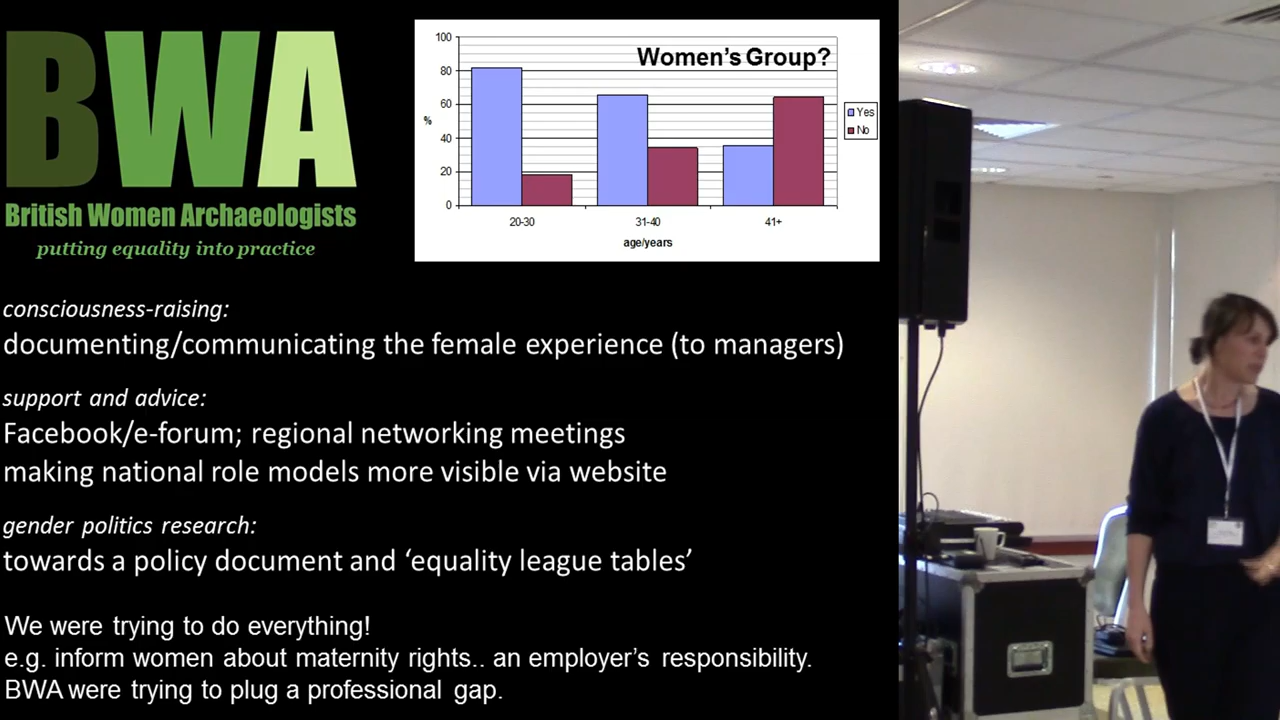 BWA
British Women Archaeologists
putting equality into practice
Women's Group?
100
80
60
40
20
0
%
20-30
31-40
41+
age/years
Yes
No
consciousness-raising:
documenting/communicating the female experience (to managers)
support and advice:
Facebook/e-forum; regional networking meetings
making national role models more visible via website
gender politics research:
towards a policy document and ‘equality league tables’
We were trying to do everything!
e.g. inform women about maternity rights.. an employer’s responsibility.
BWA were trying to plug a professional gap.